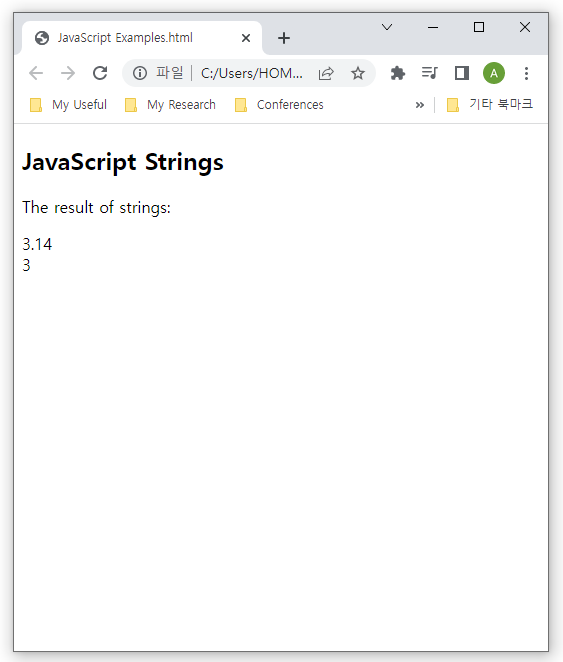 JavaScript Examples.html
파일 C:/Users/HOM...
My Useful My Research Conferences » 기타 북마크
A
JavaScript Strings
The result of strings:
3.14
3